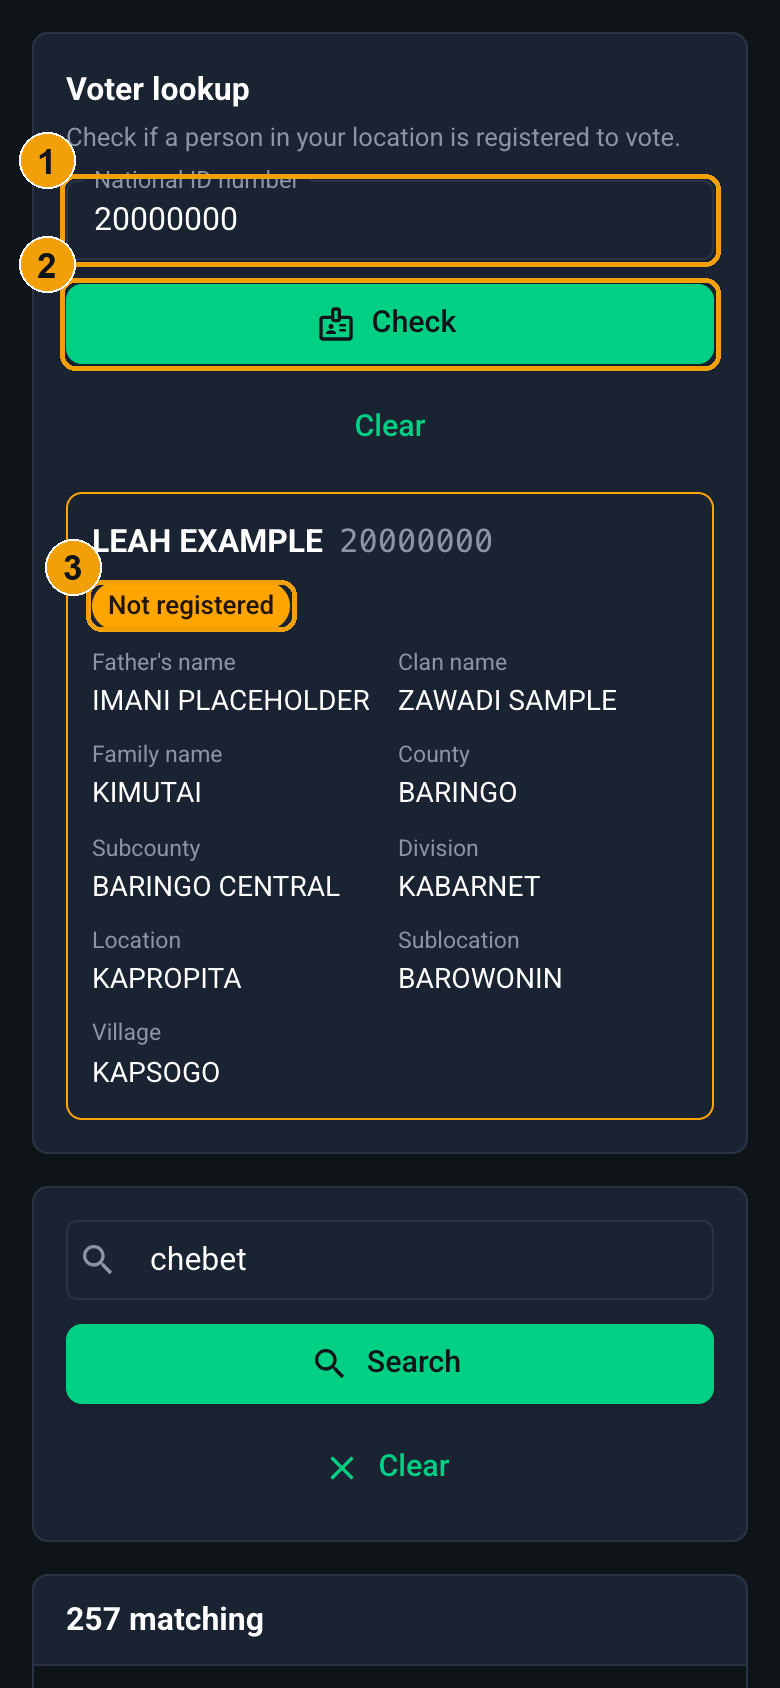 Voter lookup
Check if a person in your location is registered to vote.
1
National ID number
20000000
2
Check
Clear
LEAH EXAMPLE 20000000
3
Not registered
Father's name Clan name
IMANI PLACEHOLDER ZAWADI SAMPLE
Family name County
KIMUTAI BARINGO
Subcounty Division
BARINGO CENTRAL KABARNET
Location Sublocation
KAPROPITA BAROWONIN
Village
KAPSOGO
chebet
Search
Clear
257 matching